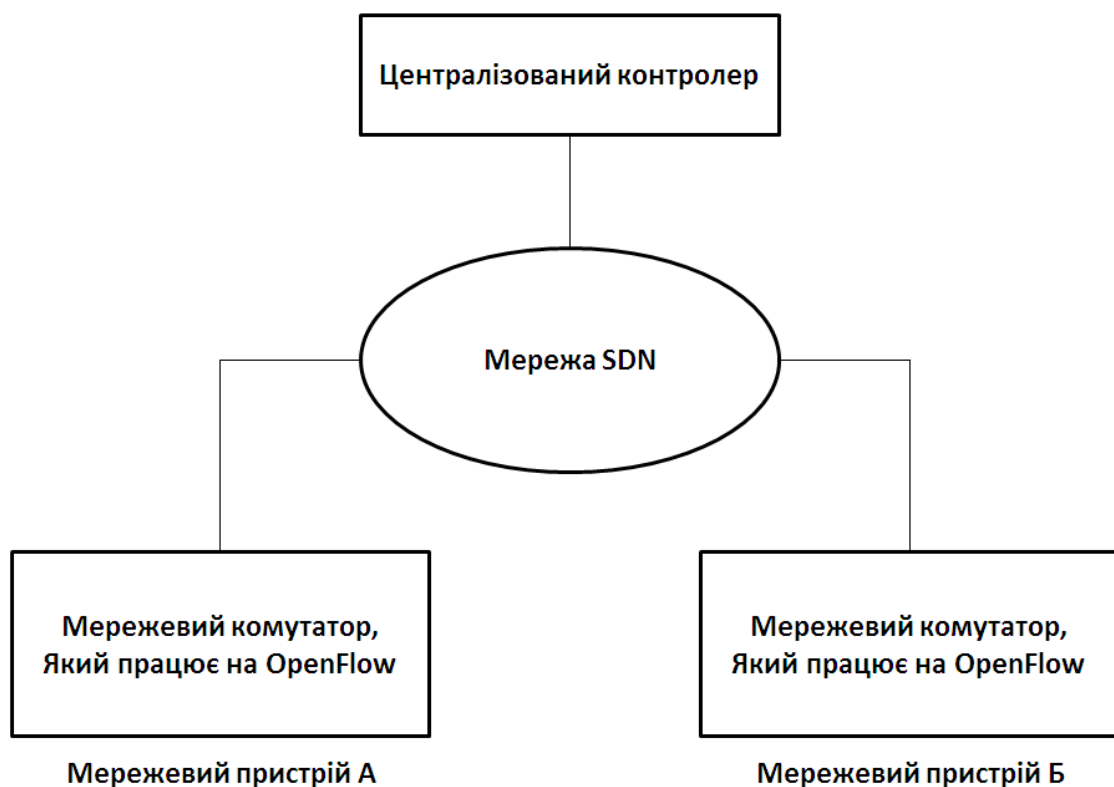 Централізований контролер
Мережа SDN
Мережевий комутатор,
Який працює на OpenFlow
Мережевий пристрій А
Мережевий комутатор,
Який працює на OpenFlow
Мережевий пристрій Б